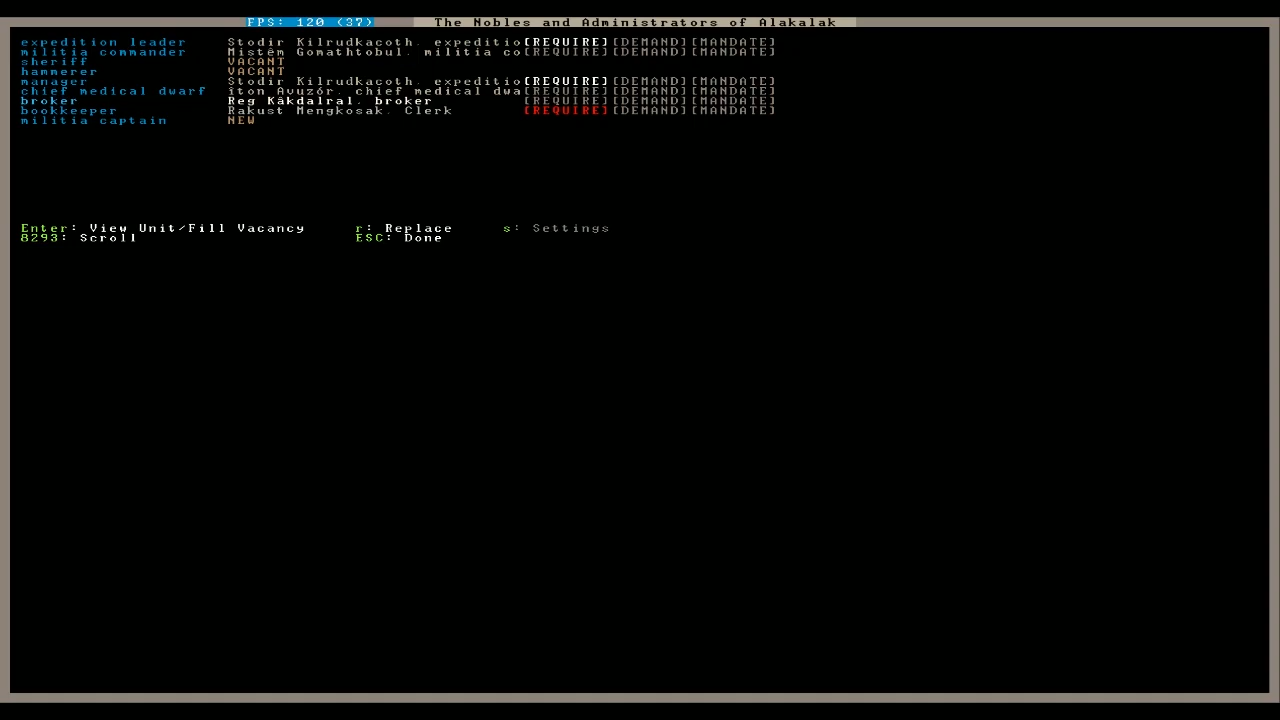 FPS: 120 (37) The Nobles and Administrators of Alakalak
expedition leader Stodir Kilrudkacoth. expeditio[REQUIRE][DEMAND][MANDATE]
militia commander Mistêm Gomathtobul. militia co[REQUIRE][DEMAND][MANDATE]
sheriff VACANT
hammerer VACANT
manager Stodir Kilrudkacoth. expeditio[REQUIRE][DEMAND][MANDATE]
chief medical dwarf îton Avuzór. chief medical dwa[REQUIRE][DEMAND][MANDATE]
broker Reg Kâkdalral. broker [REQUIRE][DEMAND][MANDATE]
bookkeeper Rakust Mengkosak. Clerk [REQUIRE][DEMAND][MANDATE]
militia captain NEW
Enter: View Unit/Fill Vacancy r: Replace s: Settings
8293: Scroll ESC: Done